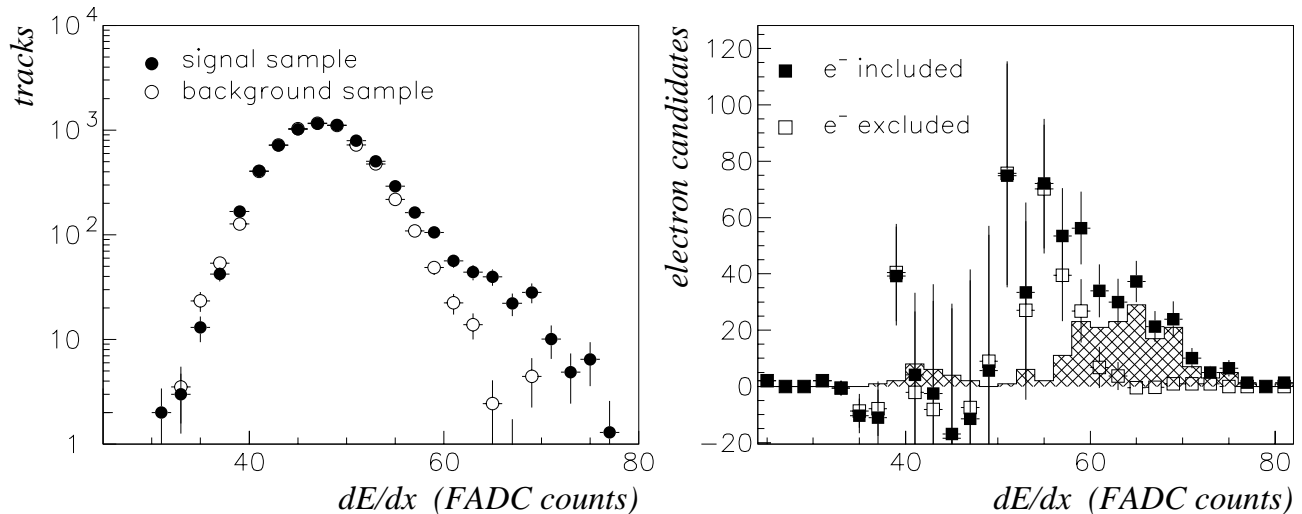 tracks
10^4
10^3
10^2
10
1
signal sample
background sample
40
60
80
dE/dx (FADC counts)
electron candidates
120
100
80
60
40
20
0
−20
e⁻ included
e⁻ excluded
40
60
80
dE/dx (FADC counts)